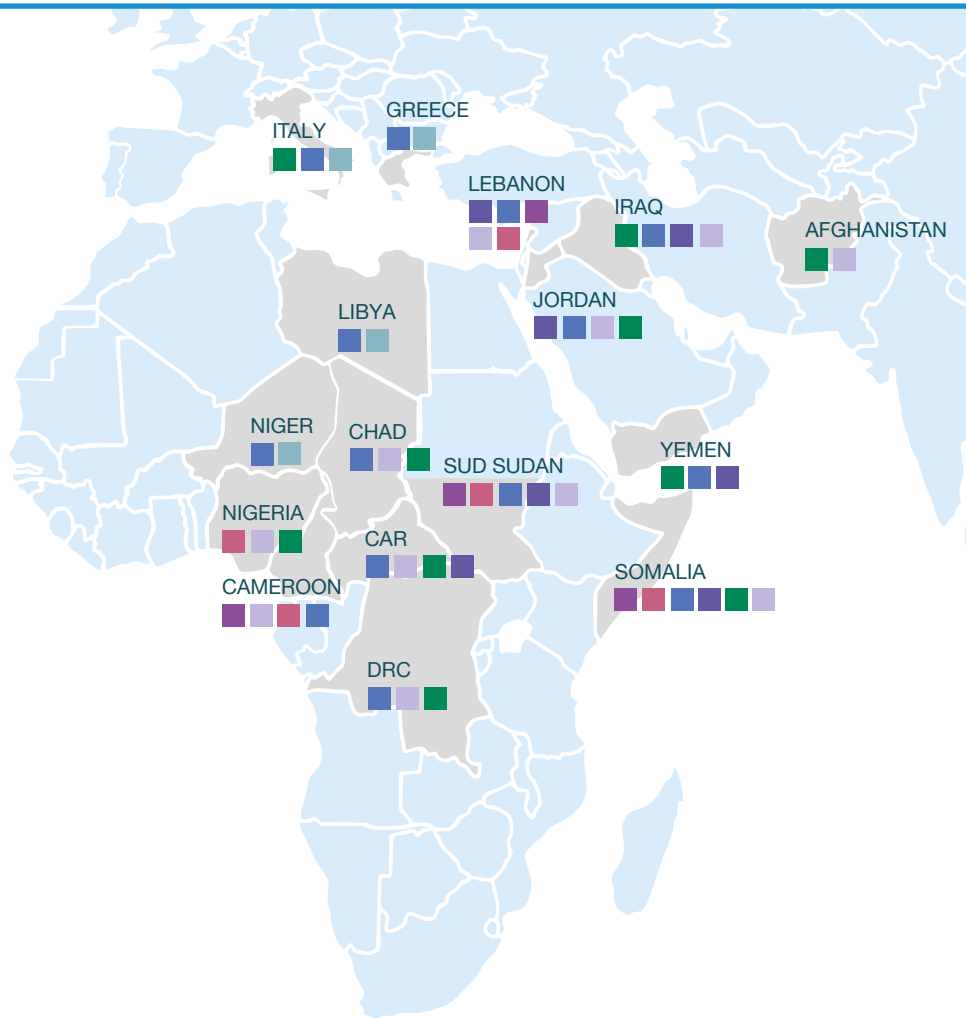 GREECE
ITALY
LEBANON
IRAQ
AFGHANISTAN
JORDAN
LIBYA
NIGER
CHAD
YEMEN
SUD SUDAN
NIGERIA
CAR
SOMALIA
CAMEROON
DRC